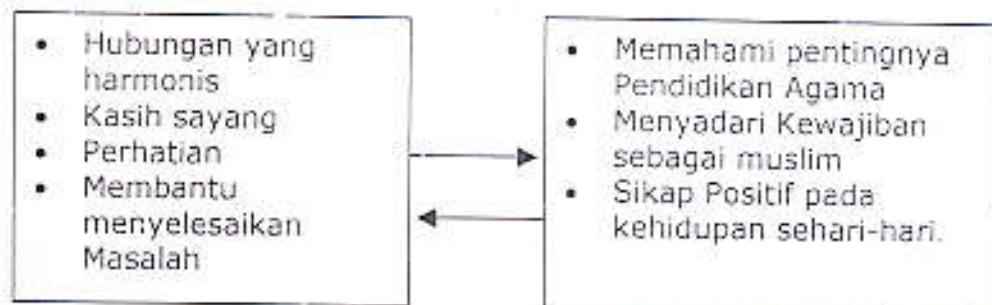 • Hubungan yang
harmonis
• Kasih sayang
• Perhatian
• Membantu
menyelesaikan
Masalah
• Memahami pentingnya
Pendidikan Agama
• Menyadari Kewajiban
sebagai muslim
• Sikap Positif pada
kehidupan sehari-hari.